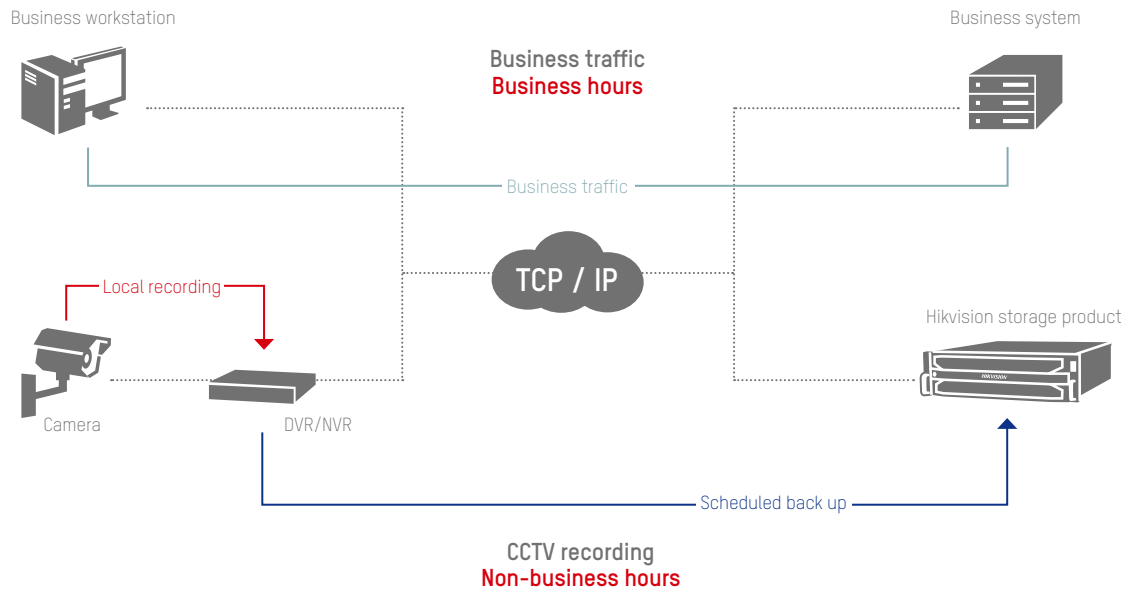 Business workstation
Business system
Business traffic
Business hours
Business traffic
TCP / IP
Local recording
Hikvision storage product
HIKVISION
Camera
DVR/NVR
Scheduled back up
CCTV recording
Non-business hours